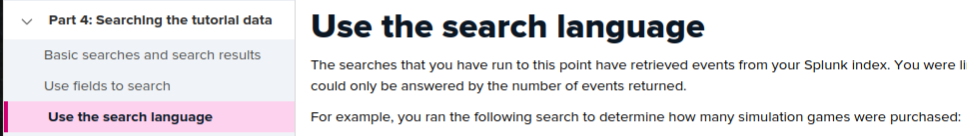 Part 4: Searching the tutorial data
Basic searches and search results
Use fields to search
Use the search language
Use the search language
The searches that you have run to this point have retrieved events from your Splunk index. You were
could only be answered by the number of events returned.
For example, you ran the following search to determine how many simulation games were purchased: